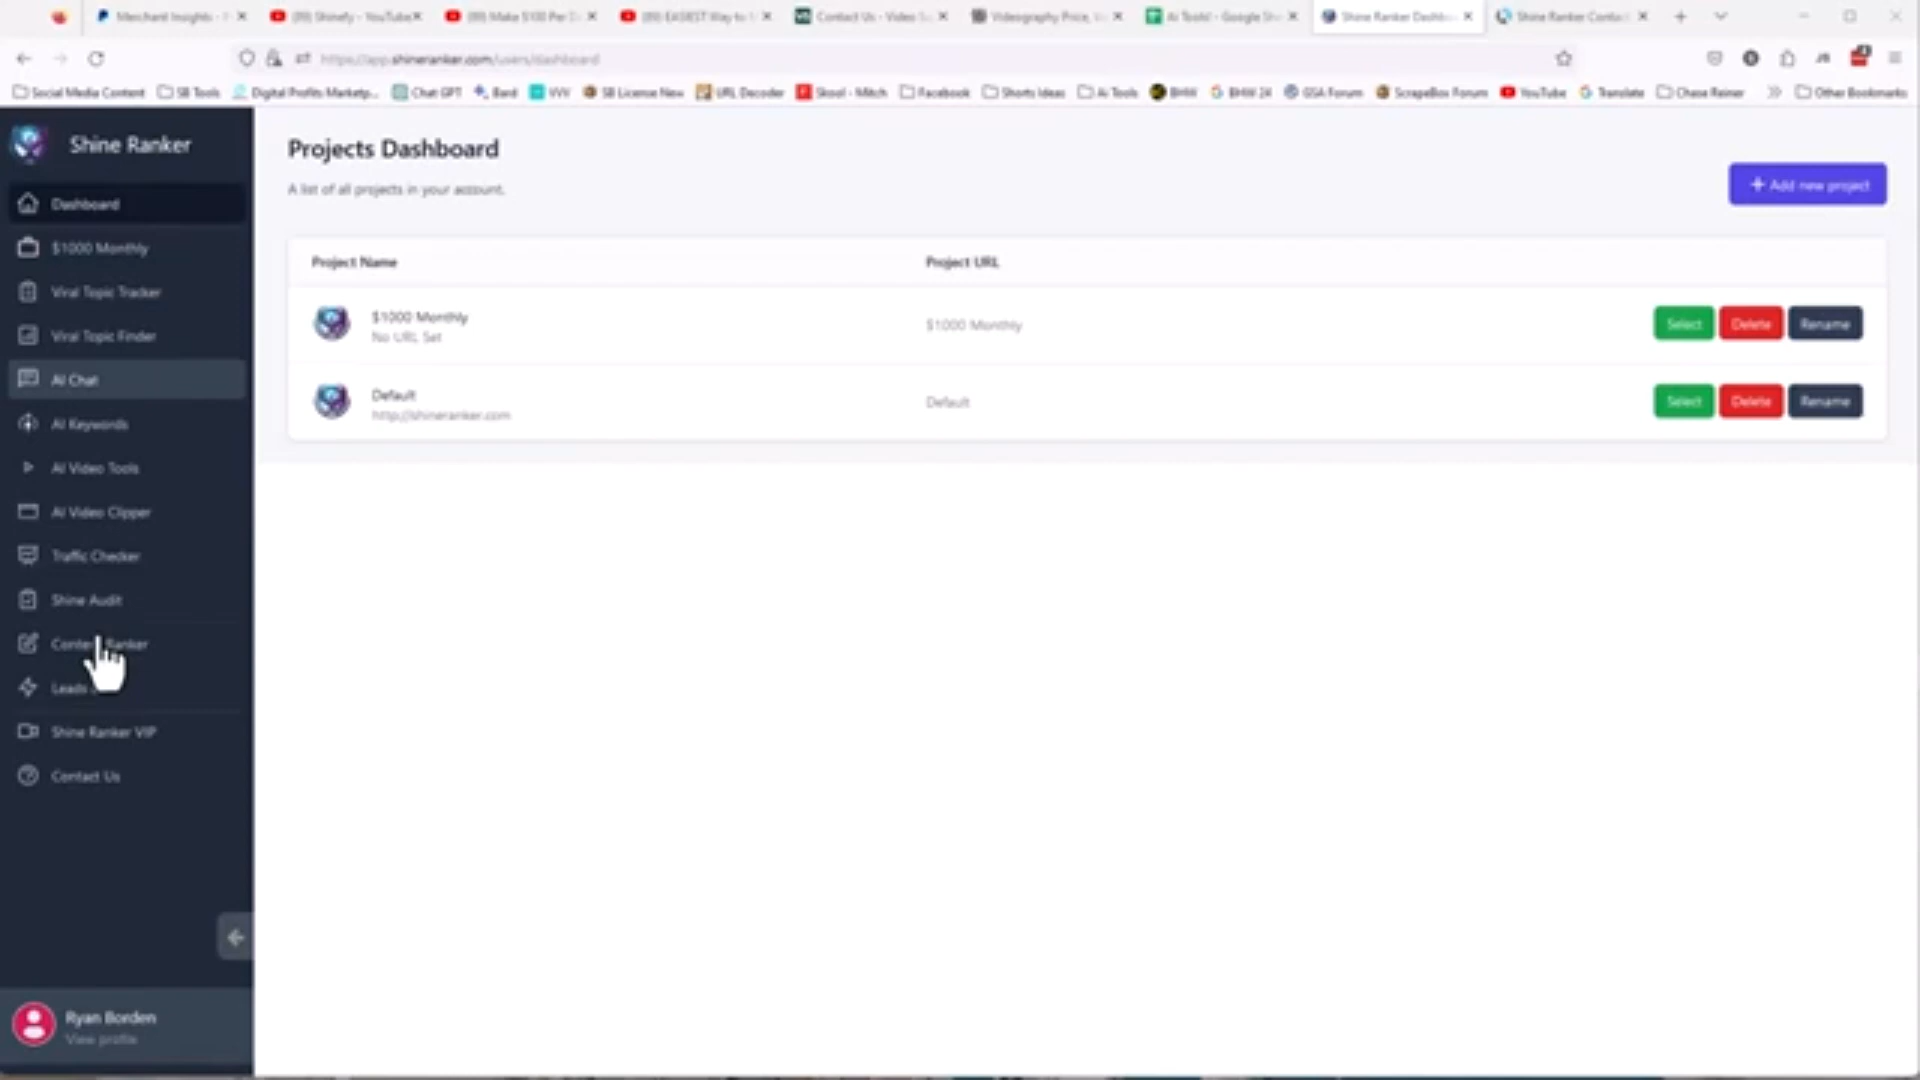 Merchant Insights -
(99) Shinefy - YouTube
(99) Make $100 Per D
(99) EASIEST Way to
Contact Us - Video S
Videography Price,
AI Tools! - Google Sh
Shine Ranker Dashb
Shine Ranker Contac
https://app.shineranker.com/users/dashboard
Social Media Content
SB Tools
Digital Profits Marketp...
Chat GPT
Bard
VVV
SB License New
URL Decoder
Skool - Mitch
Facebook
Shorts Ideas
Ai Tools
BHW
BHW 24
GSA Forum
ScrapeBox Forum
YouTube
Translate
Chase Reiner
Other Bookmarks
Shine Ranker
Dashboard
$1000 Monthly
Viral Topic Tracker
Viral Topic Finder
AI Chat
AI Keywords
AI Video Tools
AI Video Clipper
Traffic Checker
Shine Audit
Content Ranker
Leads
Shine Ranker VIP
Contact Us
Ryan Borden
View profile
Projects Dashboard
A list of all projects in your account.
+ Add new project
Project Name Project URL
$1000 Monthly
No URL Set
$1000 Monthly
Select Delete Rename
Default
http://shineranker.com
Default
Select Delete Rename